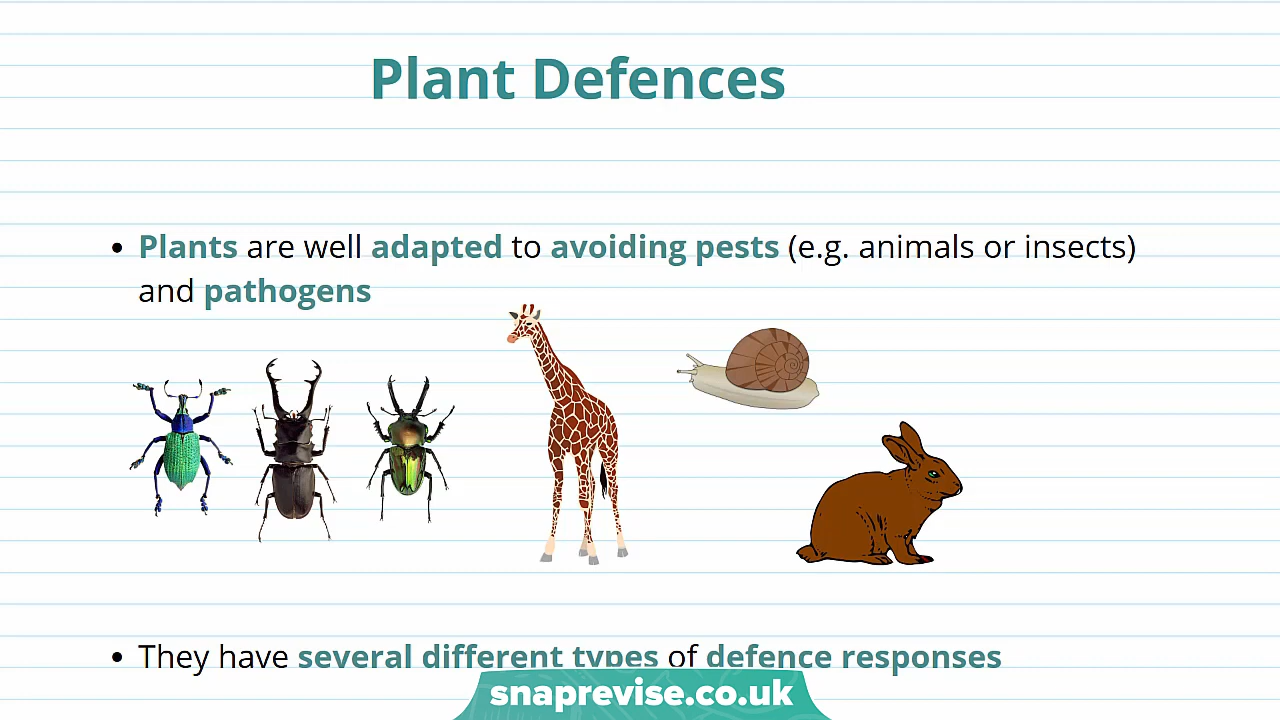 Plant Defences
• Plants are well adapted to avoiding pests (e.g. animals or insects)
and pathogens
• They have several different types of defence responses
snaprevise.co.uk